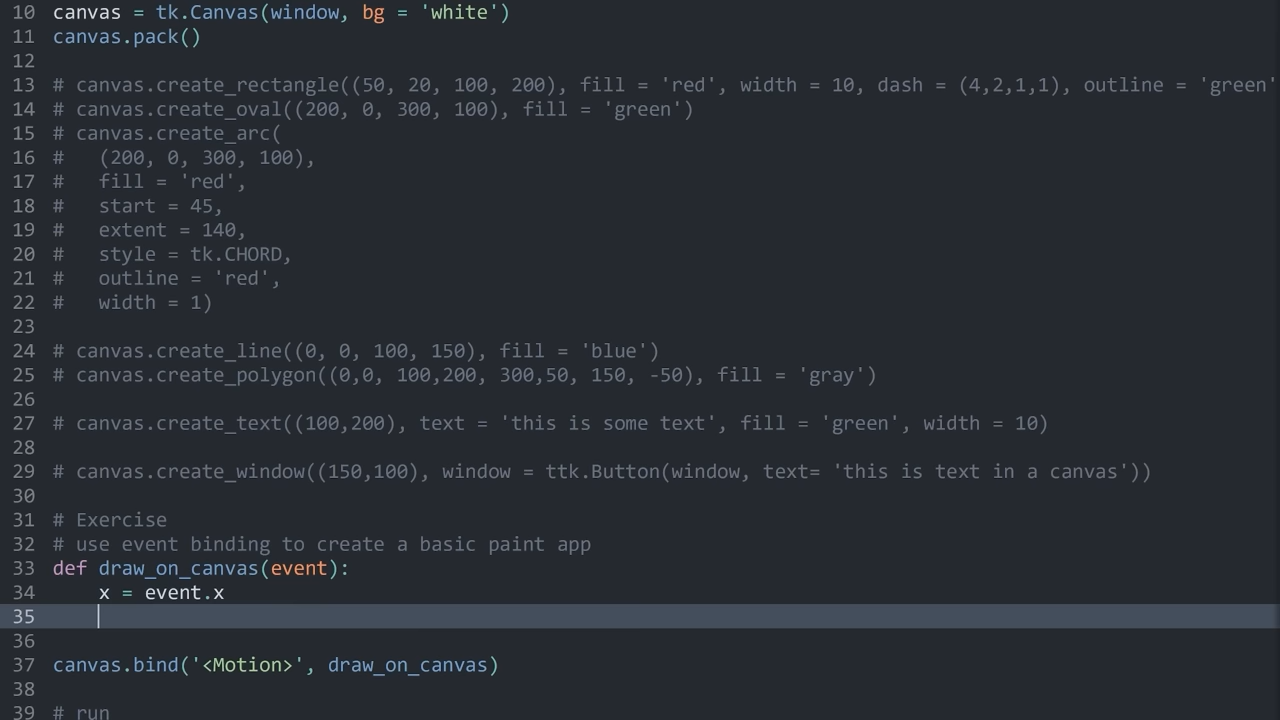 10 canvas = tk.Canvas(window, bg = 'white')
11 canvas.pack()
12
13 # canvas.create_rectangle((50, 20, 100, 200), fill = 'red', width = 10, dash = (4,2,1,1), outline = 'green'
14 # canvas.create_oval((200, 0, 300, 100), fill = 'green')
15 # canvas.create_arc(
16 #   (200, 0, 300, 100),
17 #   fill = 'red',
18 #   start = 45,
19 #   extent = 140,
20 #   style = tk.CHORD,
21 #   outline = 'red',
22 #   width = 1)
23
24 # canvas.create_line((0, 0, 100, 150), fill = 'blue')
25 # canvas.create_polygon((0,0, 100,200, 300,50, 150, -50), fill = 'gray')
26
27 # canvas.create_text((100,200), text = 'this is some text', fill = 'green', width = 10)
28
29 # canvas.create_window((150,100), window = ttk.Button(window, text= 'this is text in a canvas'))
30
31 # Exercise
32 # use event binding to create a basic paint app
33 def draw_on_canvas(event):
34     x = event.x
35
36
37 canvas.bind('<Motion>', draw_on_canvas)
38
39 # run